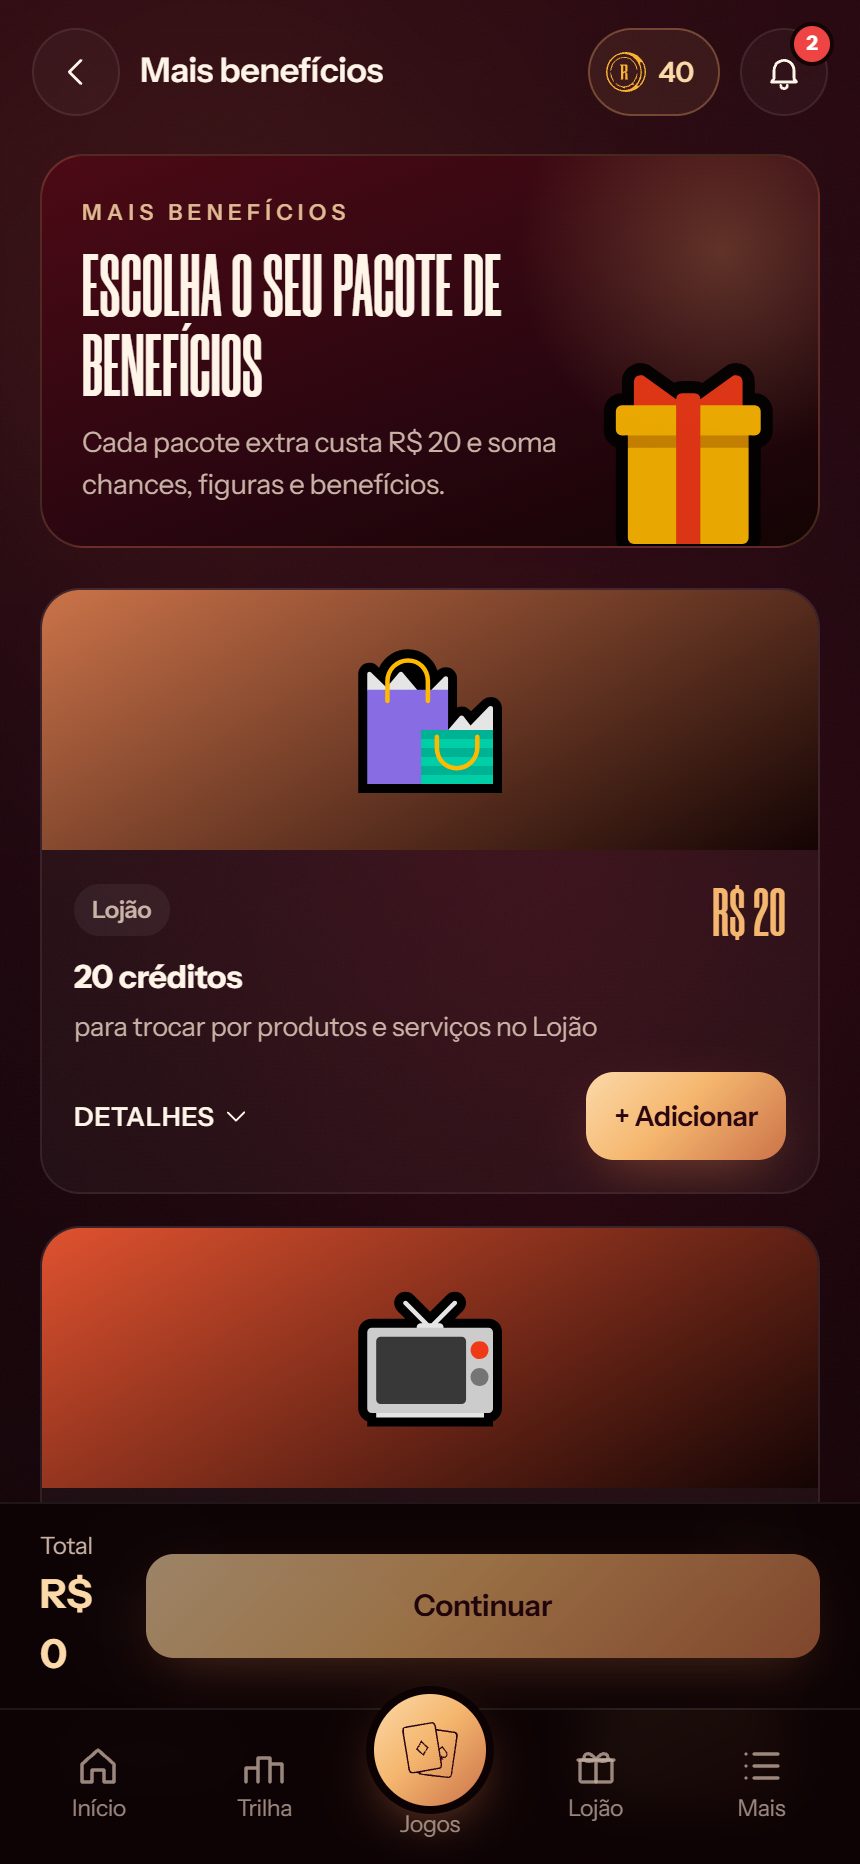 Mais benefícios
R 40
2
MAIS BENEFÍCIOS
ESCOLHA O SEU PACOTE DE
BENEFÍCIOS
Cada pacote extra custa R$ 20 e soma
chances, figuras e benefícios.
Lojão
R$ 20
20 créditos
para trocar por produtos e serviços no Lojão
DETALHES
+ Adicionar
Total
R$
0
Continuar
Início
Trilha
Jogos
Lojão
Mais